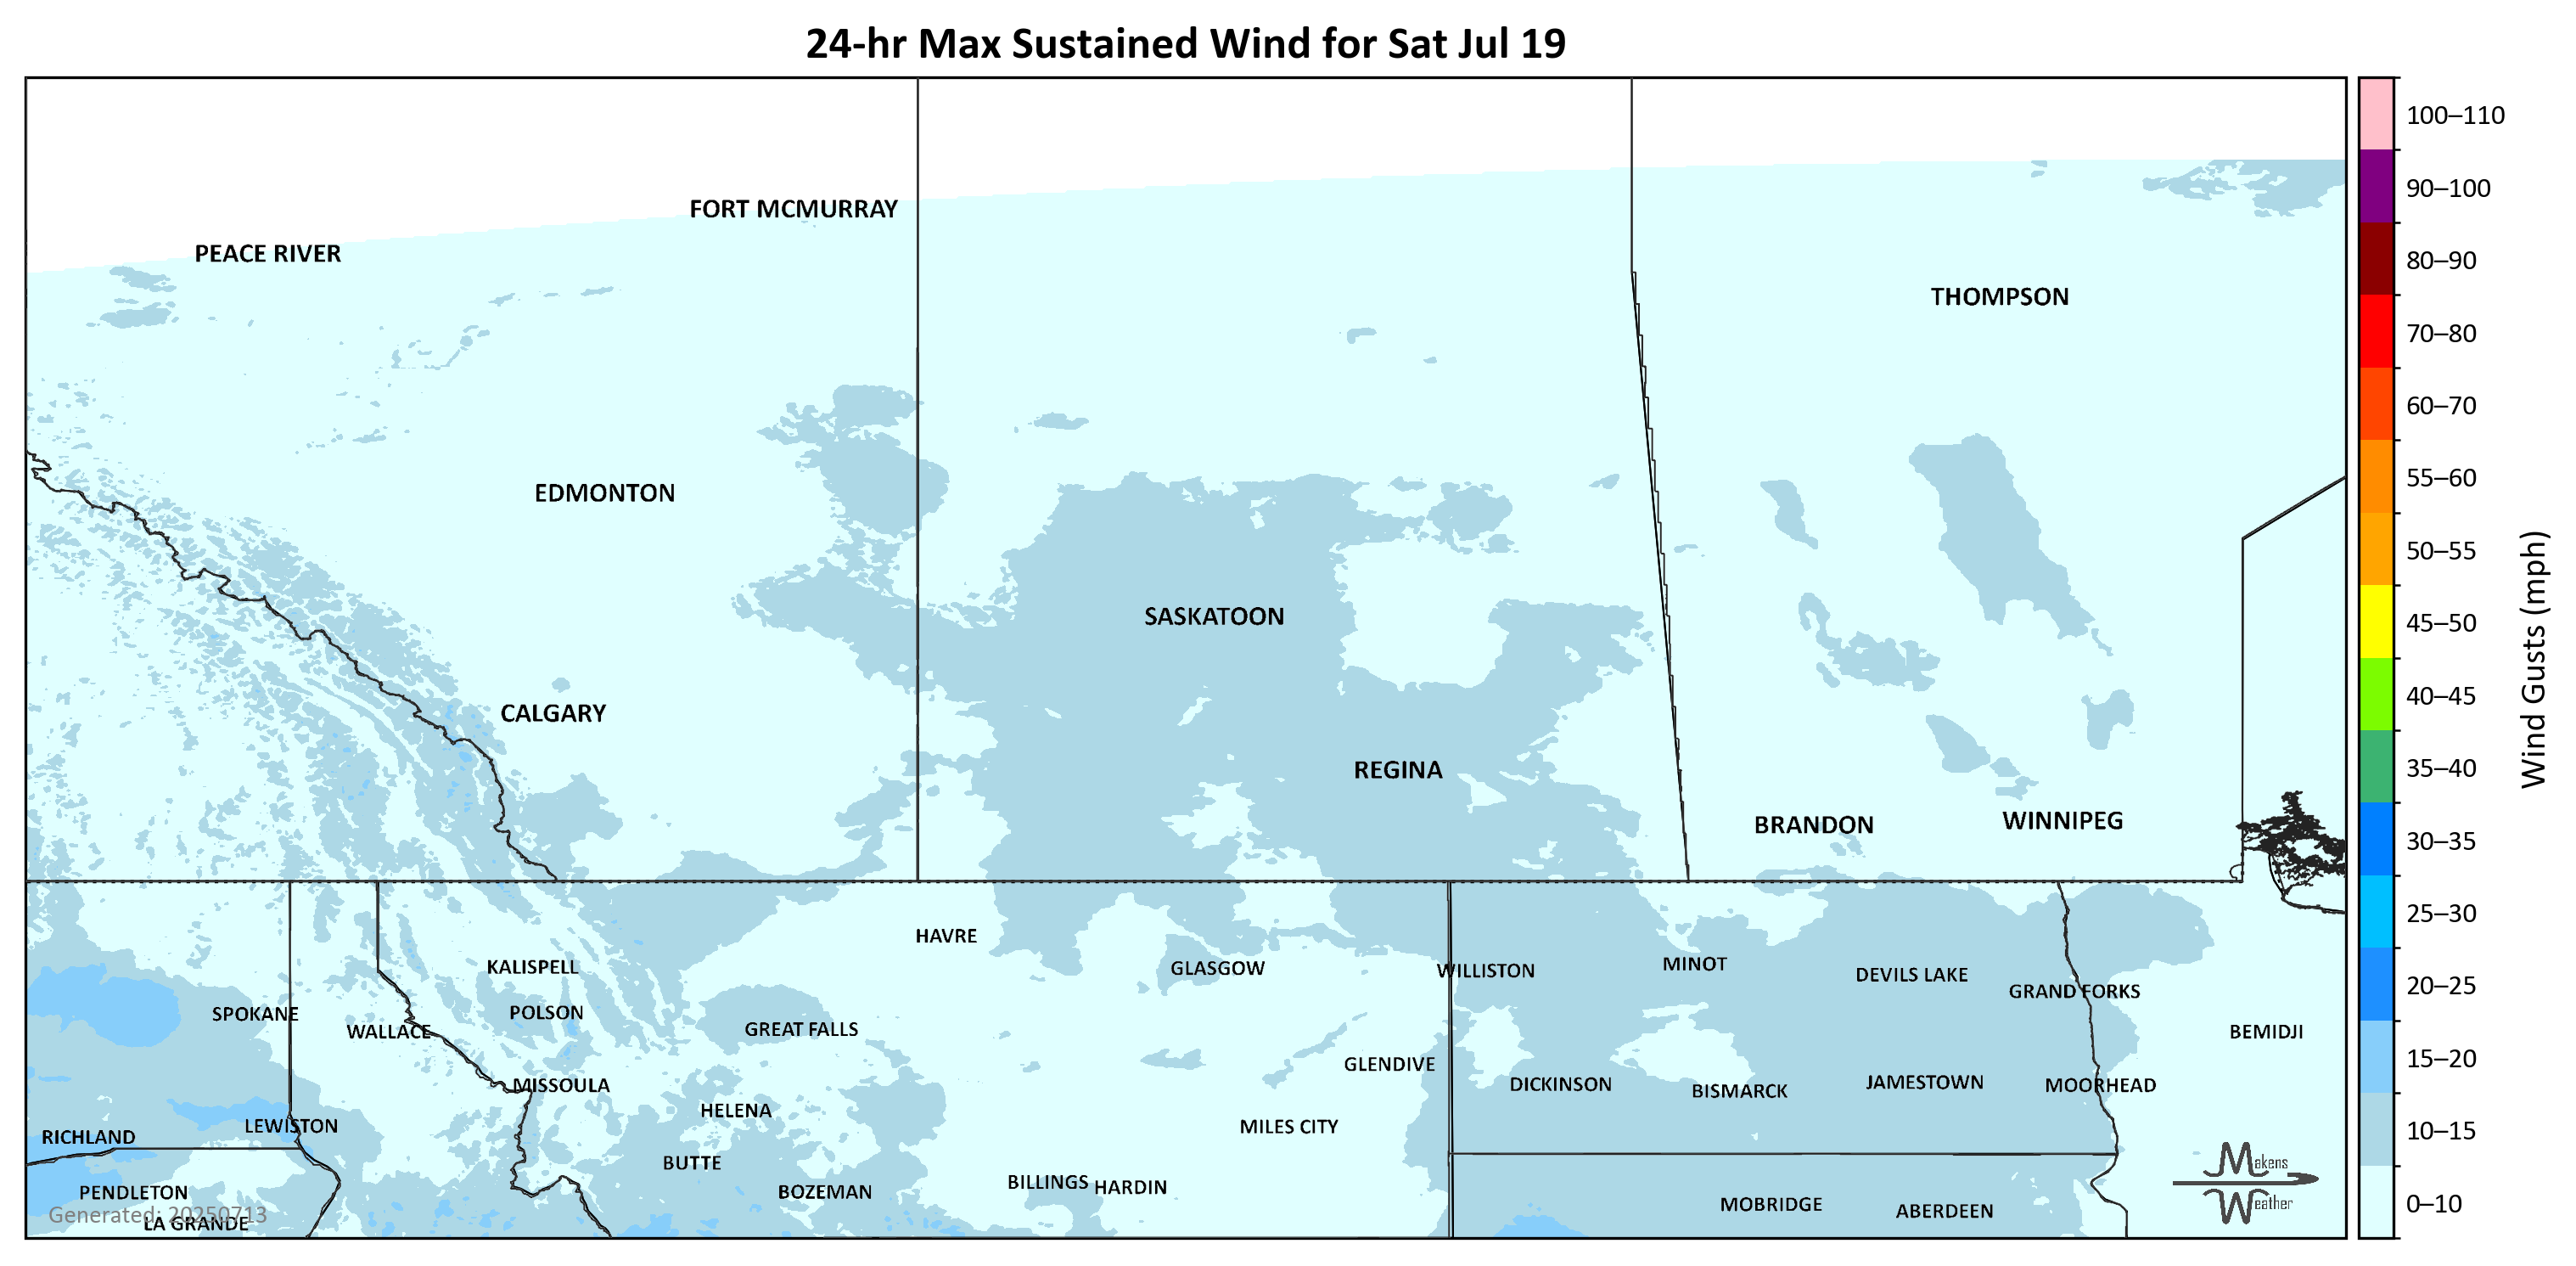 24-hr Max Sustained Wind for Sat Jul 19
100–110
90–100
80–90
70–80
60–70
55–60
50–55
45–50
40–45
35–40
30–35
25–30
20–25
15–20
10–15
0–10
Wind Gusts (mph)
FORT MCMURRAY
PEACE RIVER
THOMPSON
EDMONTON
SASKATOON
CALGARY
REGINA
BRANDON
WINNIPEG
HAVRE
KALISPELL
GLASGOW
WILLISTON
MINOT
DEVILS LAKE
GRAND FORKS
SPOKANE
POLSON
WALLACE
GREAT FALLS
BEMIDJI
GLENDIVE
MISSOULA
DICKINSON
BISMARCK
JAMESTOWN
MOORHEAD
HELENA
LEWISTON
MILES CITY
RICHLAND
BUTTE
BILLINGS
HARDIN
PENDLETON
BOZEMAN
MOBRIDGE
ABERDEEN
Generated: 20250713
LA GRANDE
Makens
Weather